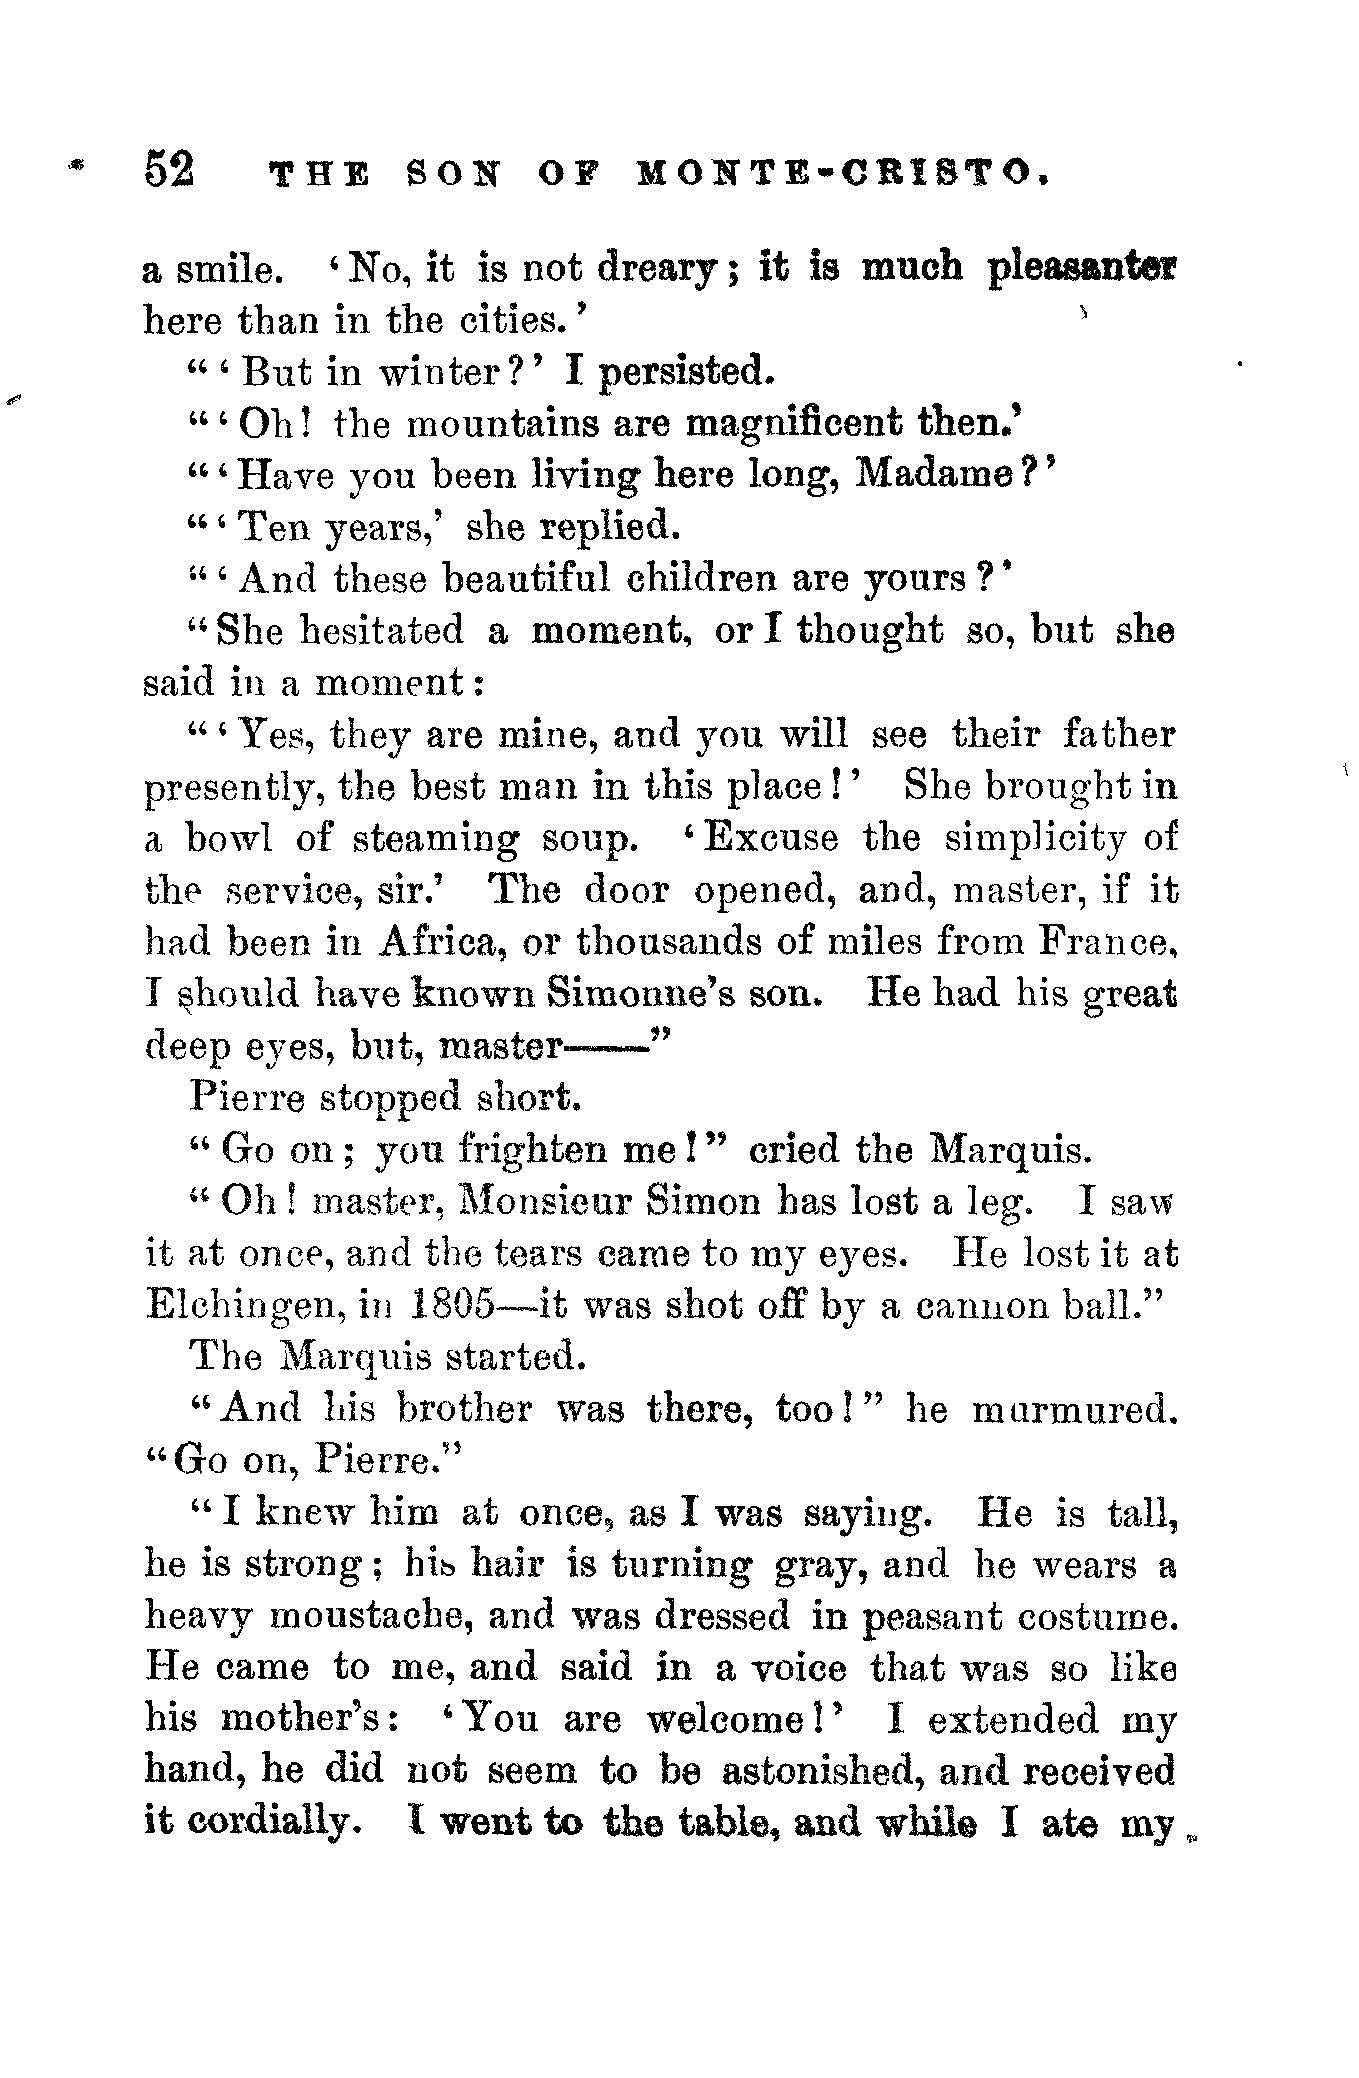 52 THE SON OF MONTE-CRISTO.
a smile. ‘No, it is not dreary; it is much pleasanter
here than in the cities.’
“‘But in winter?’ I persisted.
“‘Oh! the mountains are magnificent then.’
“‘Have you been living here long, Madame?’
“‘Ten years,’ she replied.
“‘And these beautiful children are yours?’
“She hesitated a moment, or I thought so, but she
said in a moment:
“‘Yes, they are mine, and you will see their father
presently, the best man in this place!’ She brought in
a bowl of steaming soup. ‘Excuse the simplicity of
the service, sir.’ The door opened, and, master, if it
had been in Africa, or thousands of miles from France,
I should have known Simonne’s son. He had his great
deep eyes, but, master——”
Pierre stopped short.
“Go on; you frighten me!” cried the Marquis.
“Oh! master, Monsieur Simon has lost a leg. I saw
it at once, and the tears came to my eyes. He lost it at
Elchingen, in 1805—it was shot off by a cannon ball.”
The Marquis started.
“And his brother was there, too!” he murmured.
“Go on, Pierre.”
“I knew him at once, as I was saying. He is tall,
he is strong; his hair is turning gray, and he wears a
heavy moustache, and was dressed in peasant costume.
He came to me, and said in a voice that was so like
his mother’s: ‘You are welcome!’ I extended my
hand, he did not seem to be astonished, and received
it cordially. I went to the table, and while I ate my